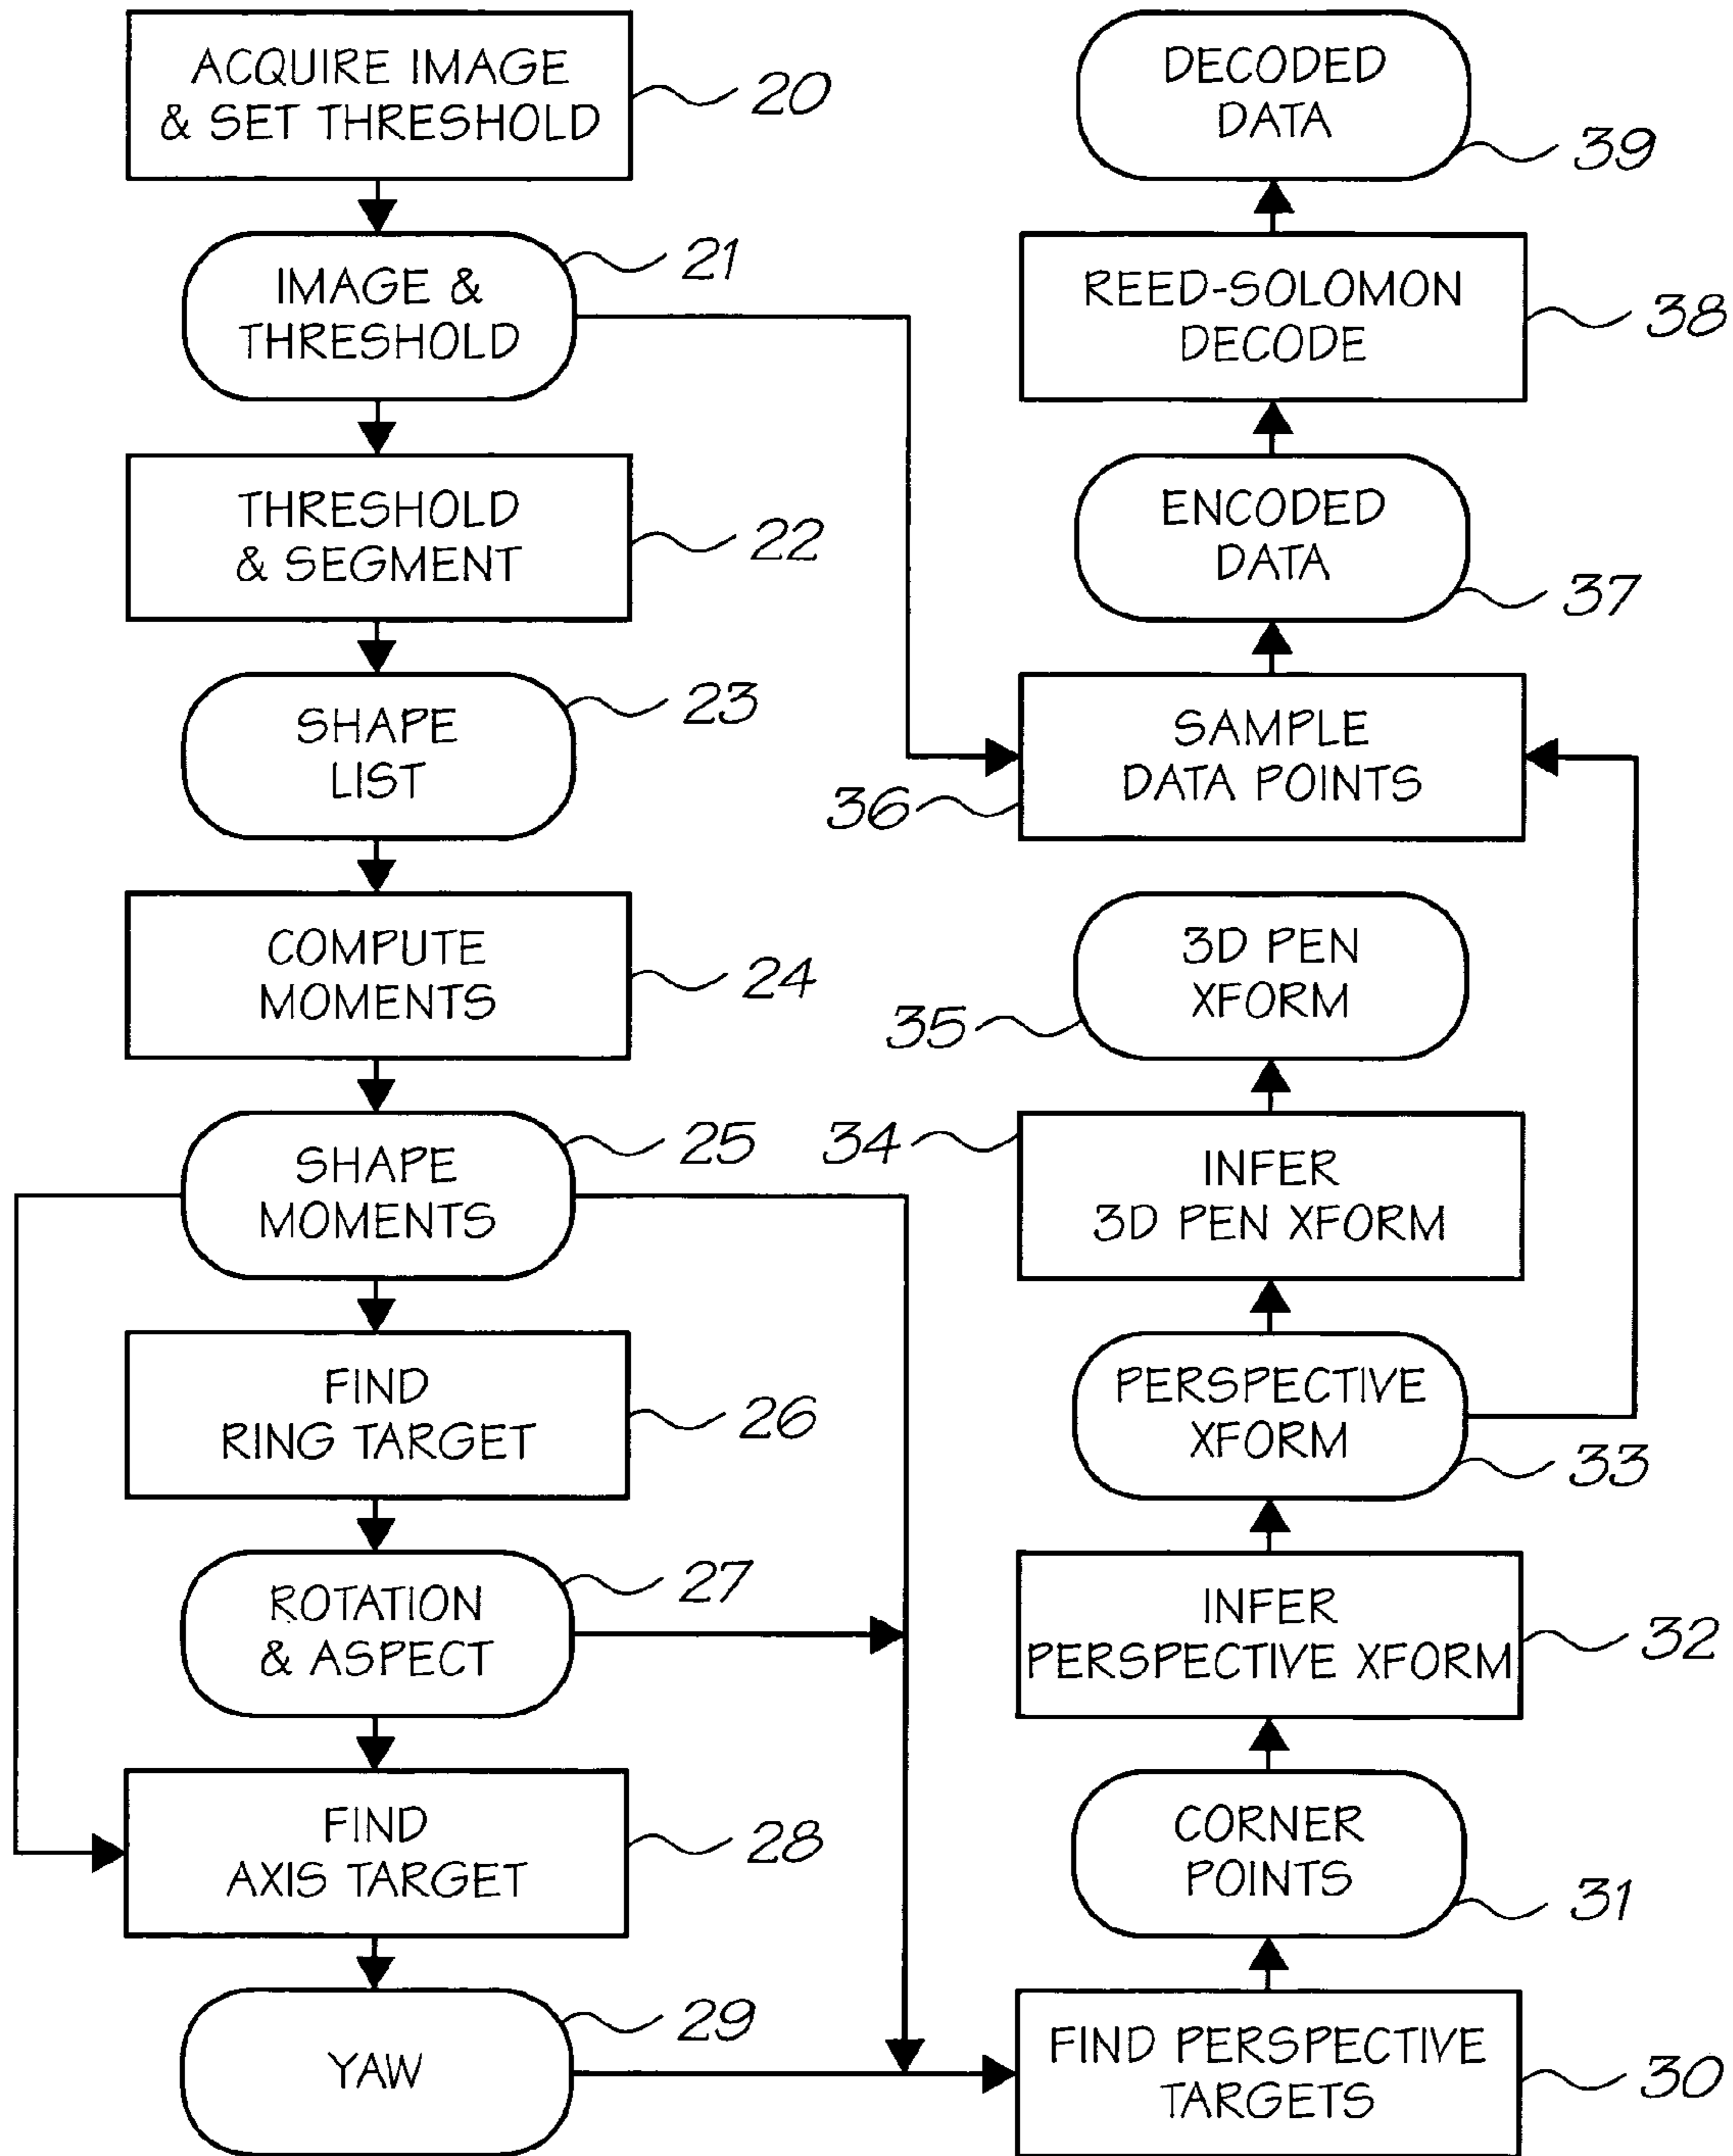 ACQUIRE IMAGE
& SET THRESHOLD
20
IMAGE &
THRESHOLD
21
THRESHOLD
& SEGMENT
22
SHAPE
LIST
23
COMPUTE
MOMENTS
24
SHAPE
MOMENTS
25
FIND
RING TARGET
26
ROTATION
& ASPECT
27
FIND
AXIS TARGET
28
YAW
29
DECODED
DATA
39
REED-SOLOMON
DECODE
38
ENCODED
DATA
37
SAMPLE
DATA POINTS
36
3D PEN
XFORM
35
INFER
3D PEN XFORM
34
PERSPECTIVE
XFORM
33
INFER
PERSPECTIVE XFORM
32
CORNER
POINTS
31
FIND PERSPECTIVE
TARGETS
30